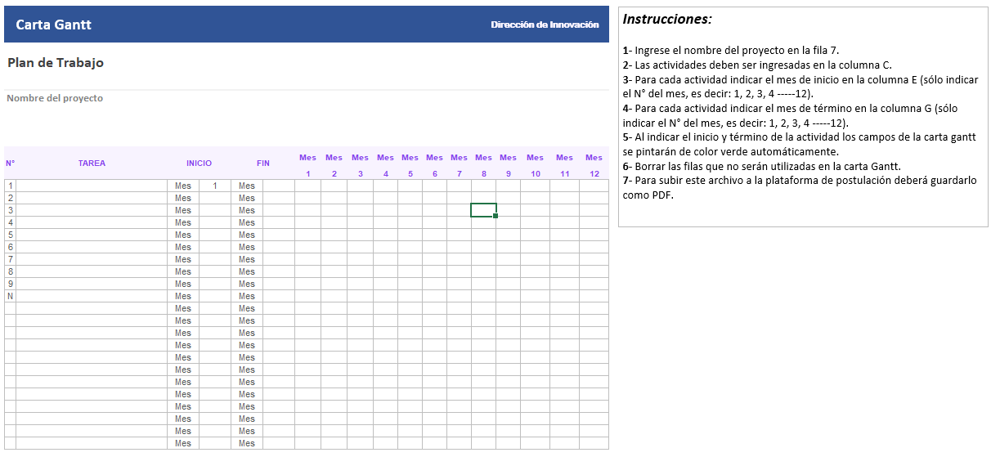 Carta Gantt
Dirección de Innovación
Plan de Trabajo
Nombre del proyecto
N° TAREA INICIO FIN Mes Mes Mes Mes Mes Mes Mes Mes Mes Mes Mes Mes
1 2 3 4 5 6 7 8 9 10 11 12
1 Mes 1 Mes
2 Mes Mes
3 Mes Mes
4 Mes Mes
5 Mes Mes
6 Mes Mes
7 Mes Mes
8 Mes Mes
9 Mes Mes
N Mes Mes
Mes Mes
Mes Mes
Mes Mes
Mes Mes
Mes Mes
Mes Mes
Mes Mes
Mes Mes
Mes Mes
Mes Mes
Mes Mes
Mes Mes
Instrucciones:
1- Ingrese el nombre del proyecto en la fila 7.
2- Las actividades deben ser ingresadas en la columna C.
3- Para cada actividad indicar el mes de inicio en la columna E (sólo indicar
el N° del mes, es decir: 1, 2, 3, 4 -----12).
4- Para cada actividad indicar el mes de término en la columna G (sólo
indicar el N° del mes, es decir: 1, 2, 3, 4 -----12).
5- Al indicar el inicio y término de la actividad los campos de la carta gantt
se pintarán de color verde automáticamente.
6- Borrar las filas que no serán utilizadas en la carta Gantt.
7- Para subir este archivo a la plataforma de postulación deberá guardarlo
como PDF.